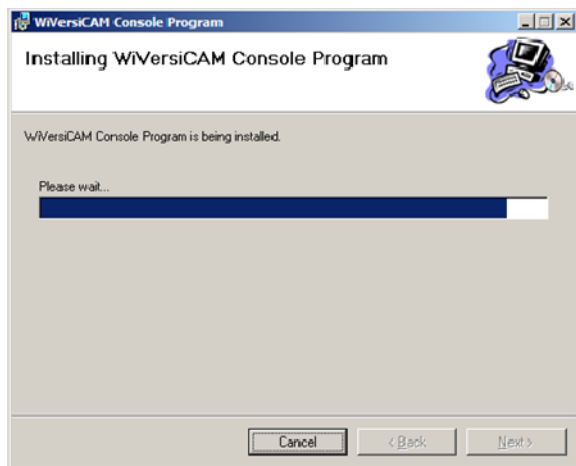 WiVersiCAM Console Program
Installing WiVersiCAM Console Program
WiVersiCAM Console Program is being installed.
Please wait...
Cancel
< Back
Next >